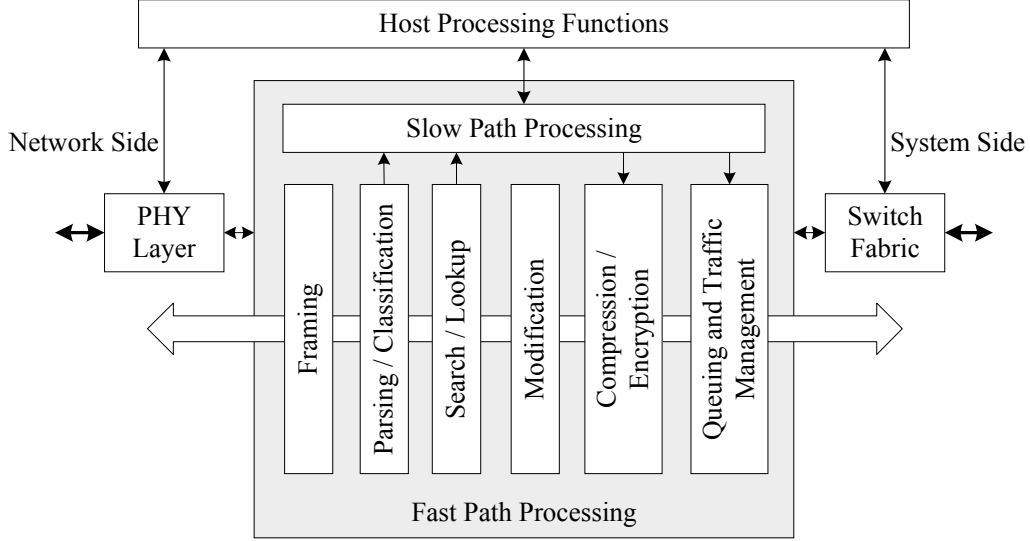 Host Processing Functions
Network Side
Slow Path Processing
System Side
PHY
Layer
Switch
Fabric
Framing
Parsing / Classification
Search / Lookup
Modification
Compression /
Encryption
Queuing and Traffic
Management
Fast Path Processing